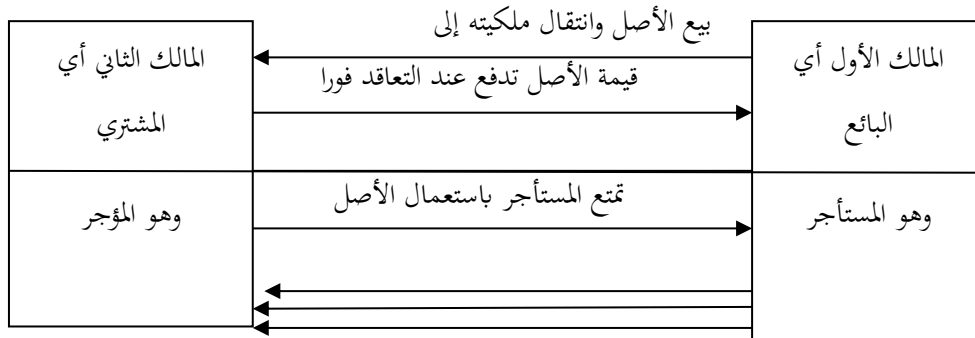 بيع الأصل وانتقال ملكيته إلى
المالك الأول أي
البائع
المالك الثاني أي
المشتري
قيمة الأصل تدفع عند التعاقد فورا
تمتع المستأجر باستعمال الأصل
وهو المستأجر
وهو المؤجر